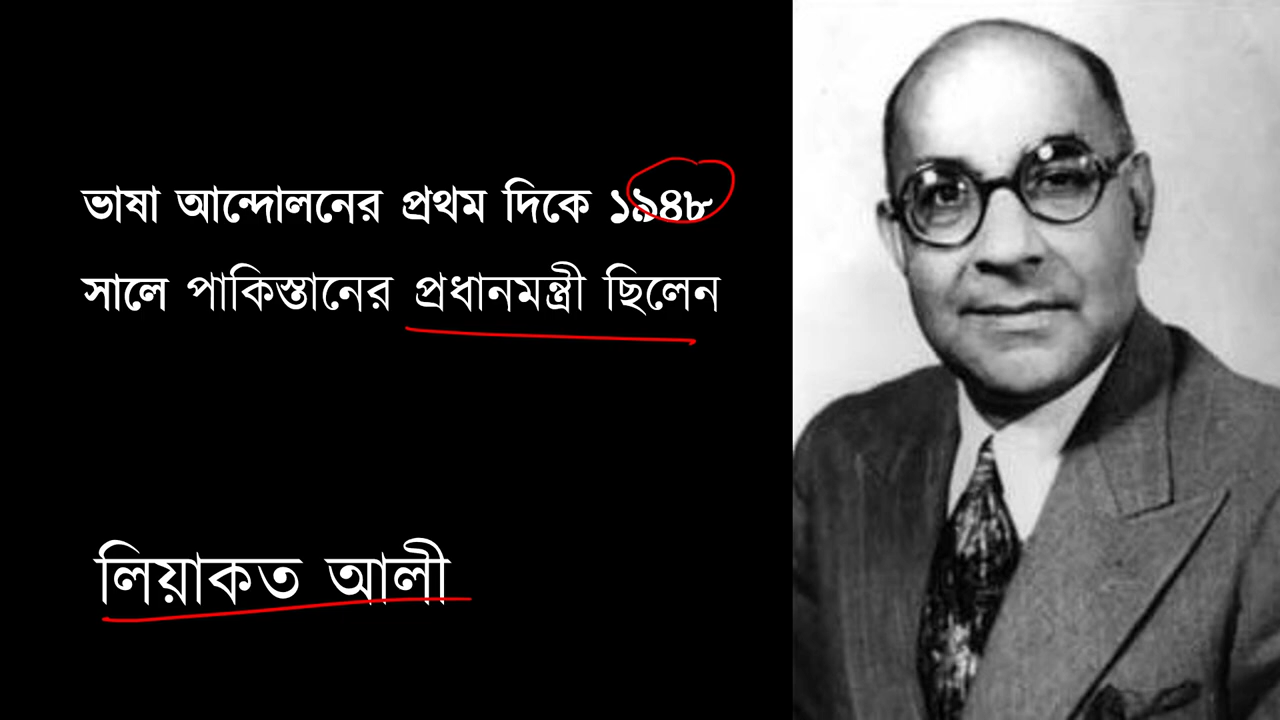 ভাষা আন্দোলনের প্রথম দিকে ১৯৪৮
সালে পাকিস্তানের প্রধানমন্ত্রী ছিলেন
লিয়াকত আলী